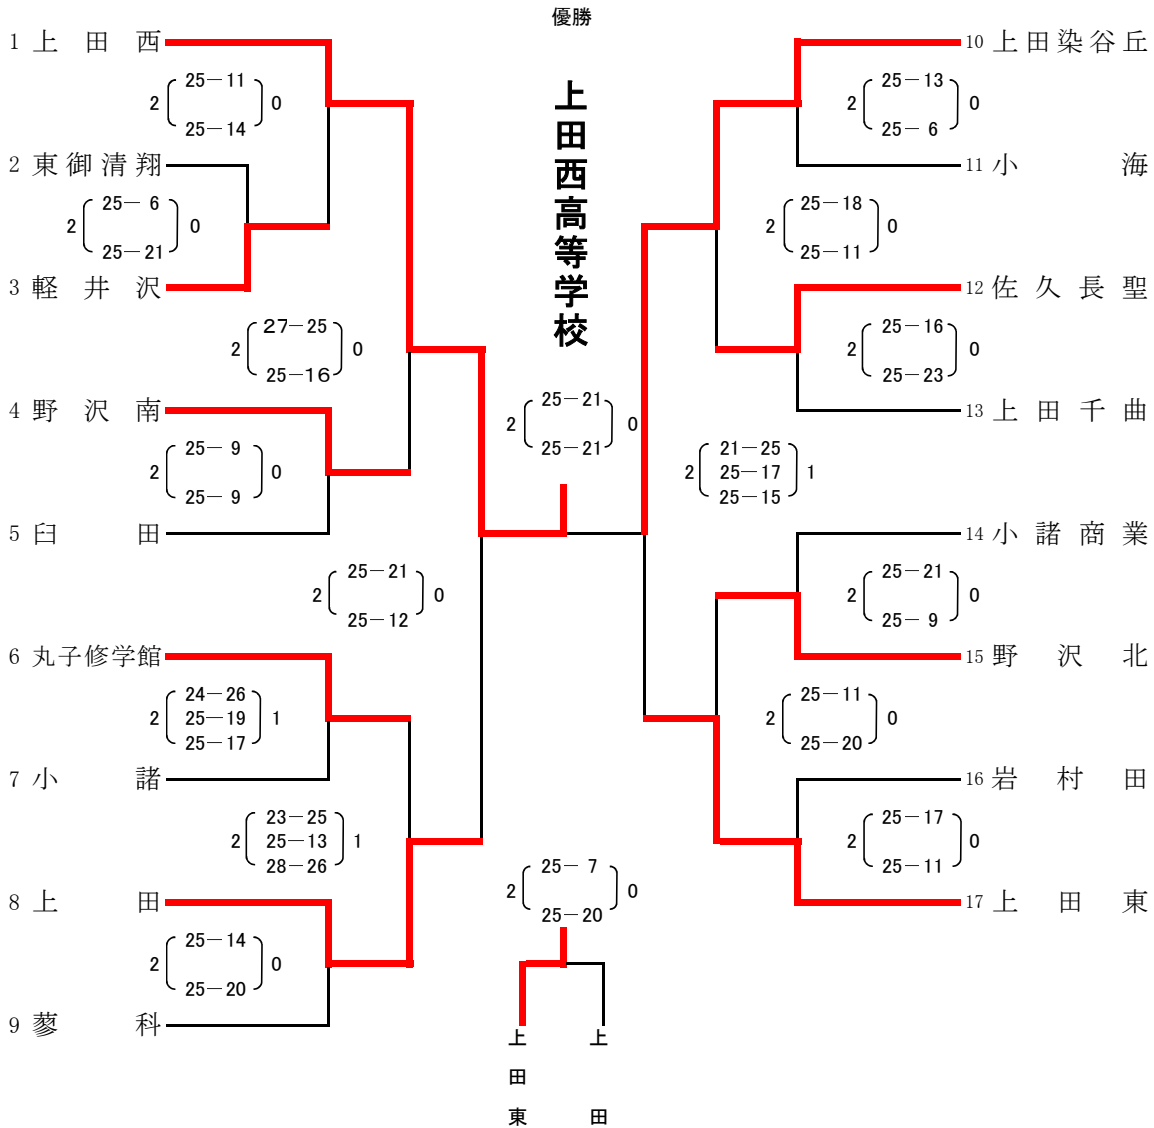 優勝
上田西高等学校
1 上田西
25－11
2 0
25－14
2 東御清翔
25－ 6
2 0
25－21
3 軽井沢
27－25
2 0
25－16
4 野沢南
25－ 9
2 0
25－ 9
5 臼田
25－21
2 0
25－12
6 丸子修学館
24－26
2 25－19 1
25－17
7 小諸
23－25
2 25－13 1
28－26
8 上田
25－14
2 0
25－20
9 蓼科
25－21
2 0
25－21
10 上田染谷丘
25－13
2 0
25－ 6
11 小海
25－18
2 0
25－11
12 佐久長聖
25－16
2 0
25－23
13 上田千曲
21－25
2 25－17 1
25－15
14 小諸商業
25－21
2 0
25－ 9
15 野沢北
25－11
2 0
25－20
16 岩村田
25－17
2 0
25－11
17 上田東
25－ 7
2 0
25－20
上田東
上田